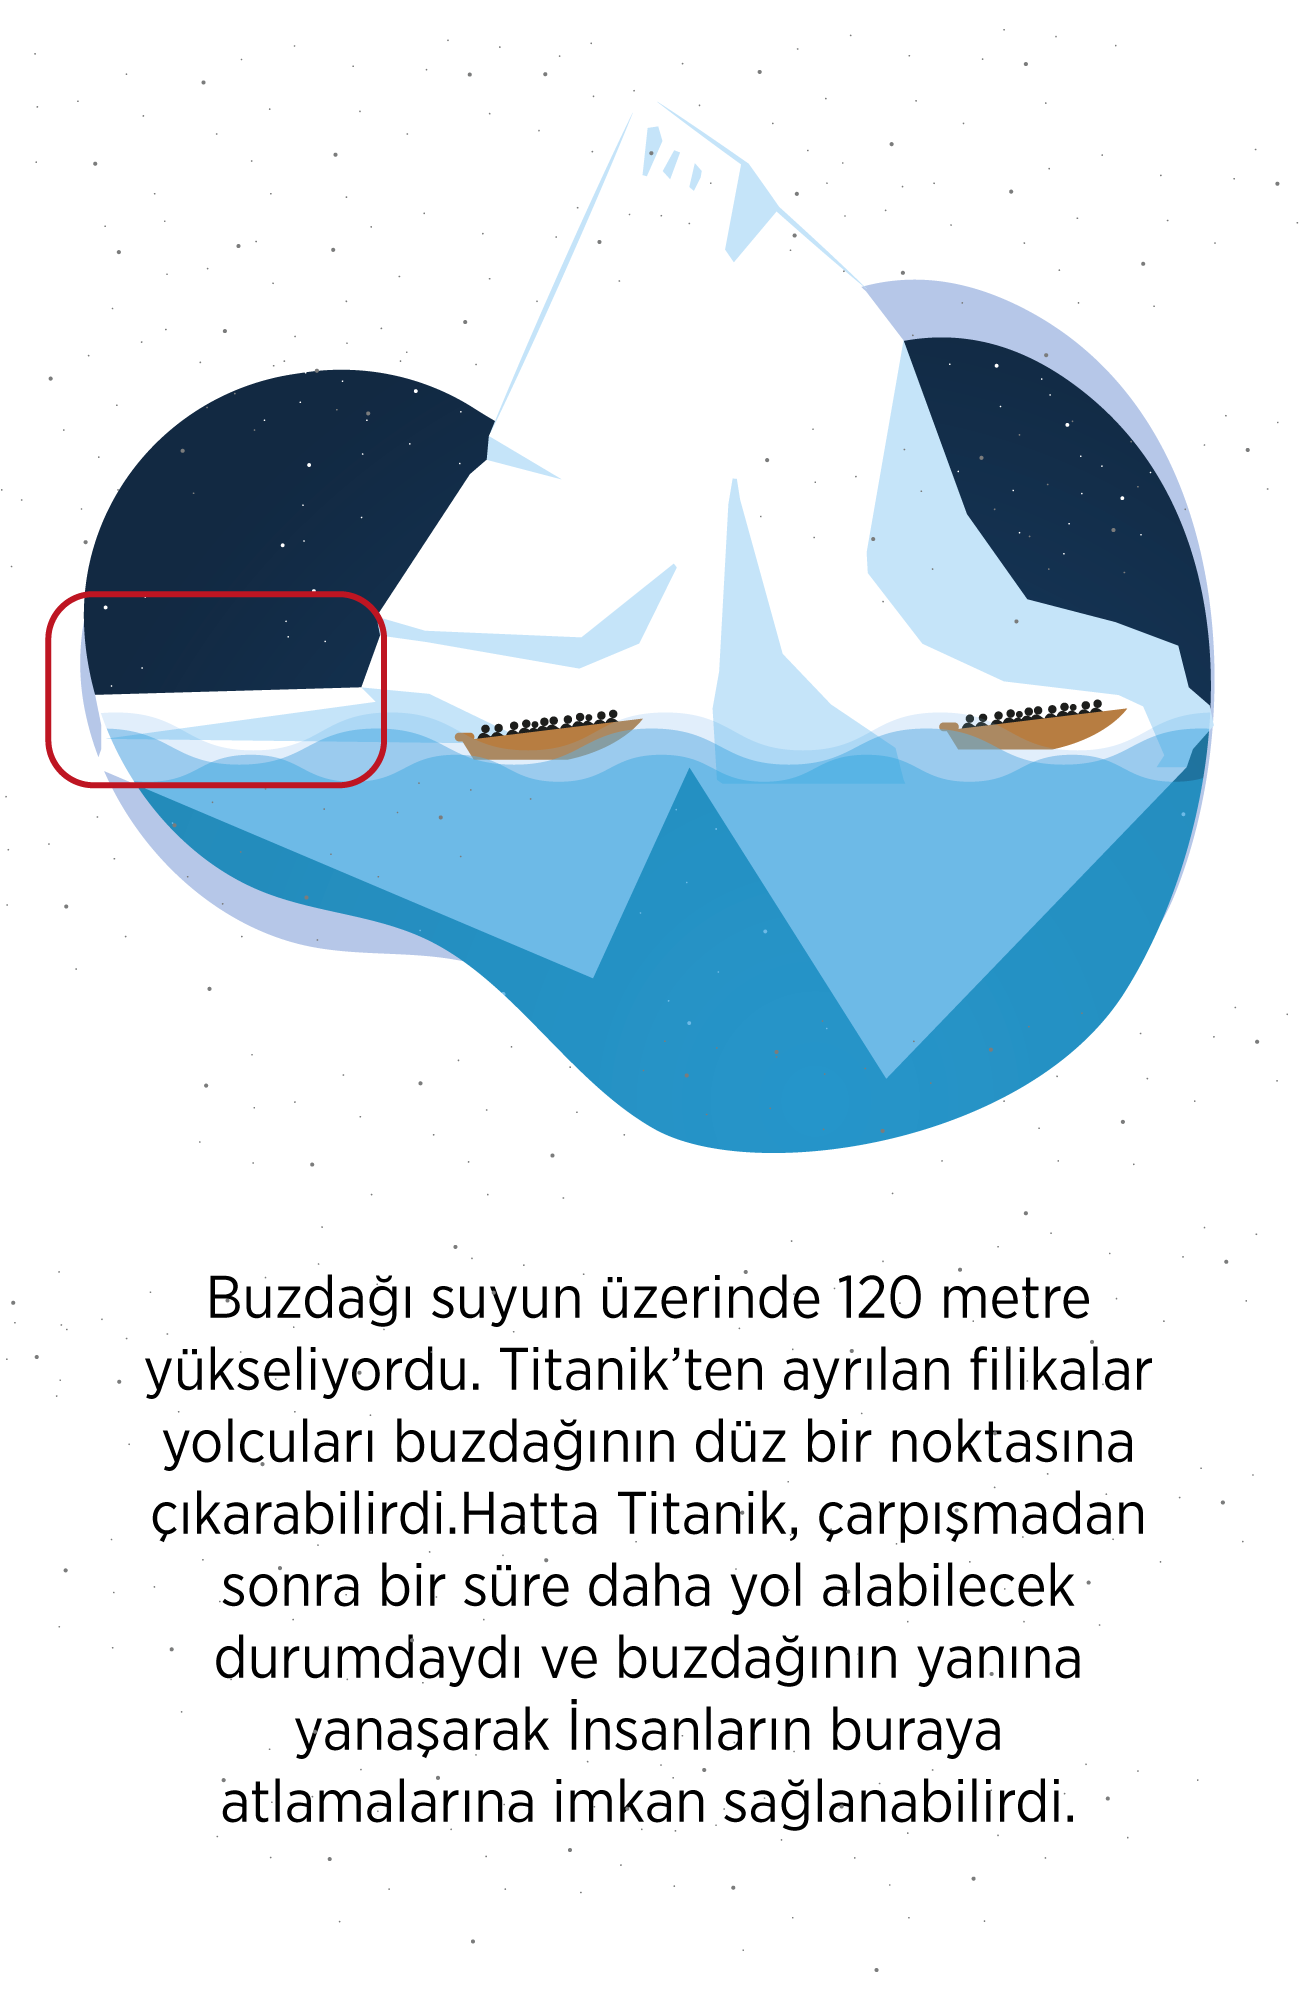 Buzdağı suyun üzerinde 120 metre
yükseliyordu. Titanik’ten ayrılan filikalar
yolcuları buzdağının düz bir noktasına
çıkarabilirdi.Hatta Titanik, çarpışmadan
sonra bir süre daha yol alabilecek
durumdaydı ve buzdağının yanına
yanaşarak İnsanların buraya
atlamalarına imkan sağlanabilirdi.